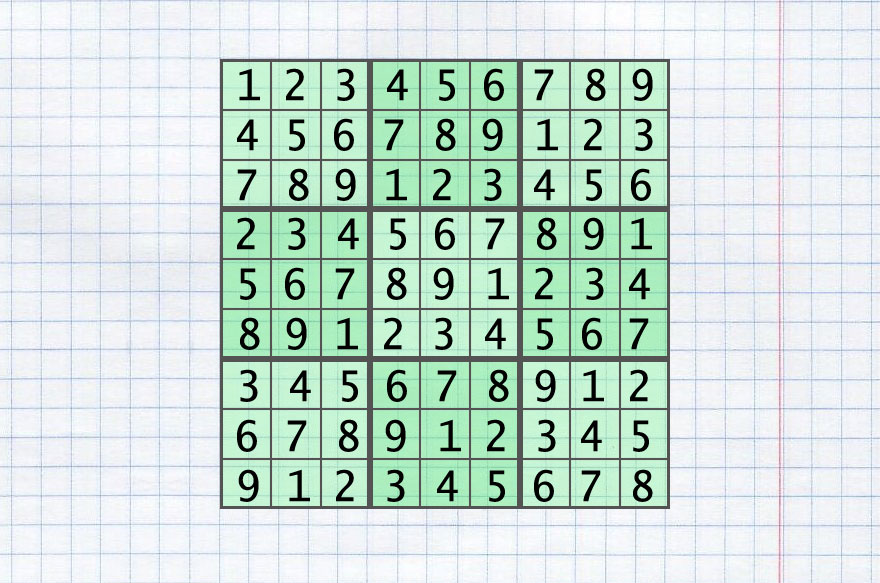 1 2 3 4 5 6 7 8 9
4 5 6 7 8 9 1 2 3
7 8 9 1 2 3 4 5 6
2 3 4 5 6 7 8 9 1
5 6 7 8 9 1 2 3 4
8 9 1 2 3 4 5 6 7
3 4 5 6 7 8 9 1 2
6 7 8 9 1 2 3 4 5
9 1 2 3 4 5 6 7 8